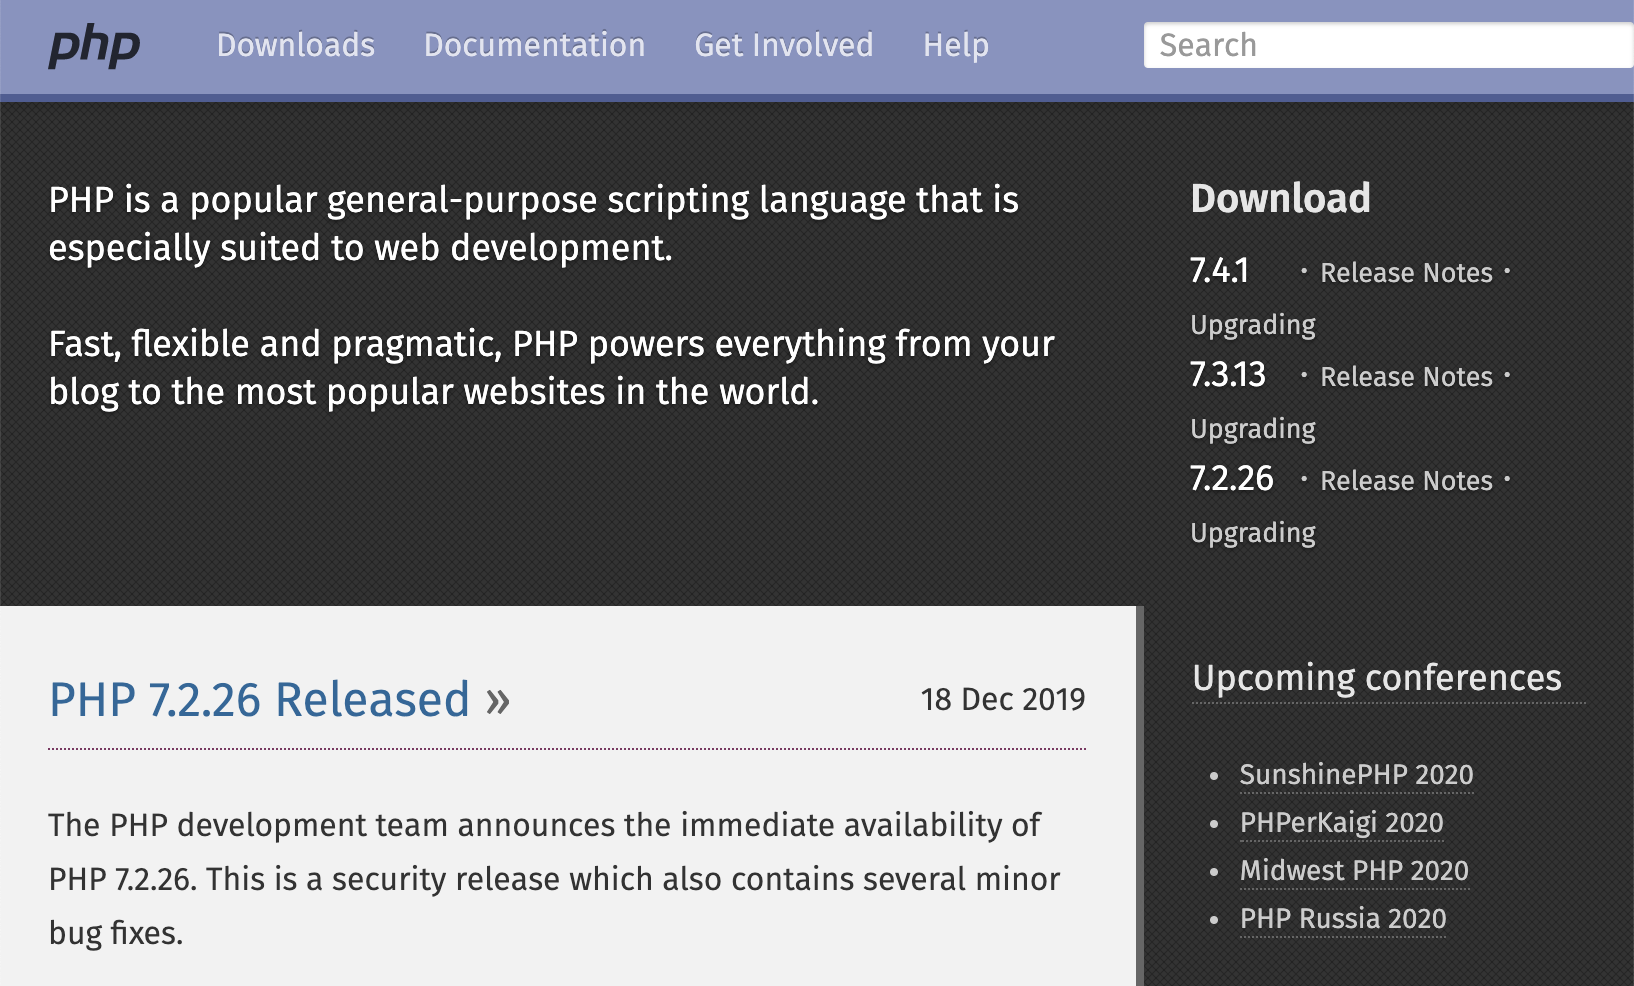 php Downloads Documentation Get Involved Help Search
PHP is a popular general-purpose scripting language that is
especially suited to web development.
Fast, flexible and pragmatic, PHP powers everything from your
blog to the most popular websites in the world.
Download
7.4.1 · Release Notes ·
Upgrading
7.3.13 · Release Notes ·
Upgrading
7.2.26 · Release Notes ·
Upgrading
PHP 7.2.26 Released » 18 Dec 2019
The PHP development team announces the immediate availability of
PHP 7.2.26. This is a security release which also contains several minor
bug fixes.
Upcoming conferences
• SunshinePHP 2020
• PHPerKaigi 2020
• Midwest PHP 2020
• PHP Russia 2020